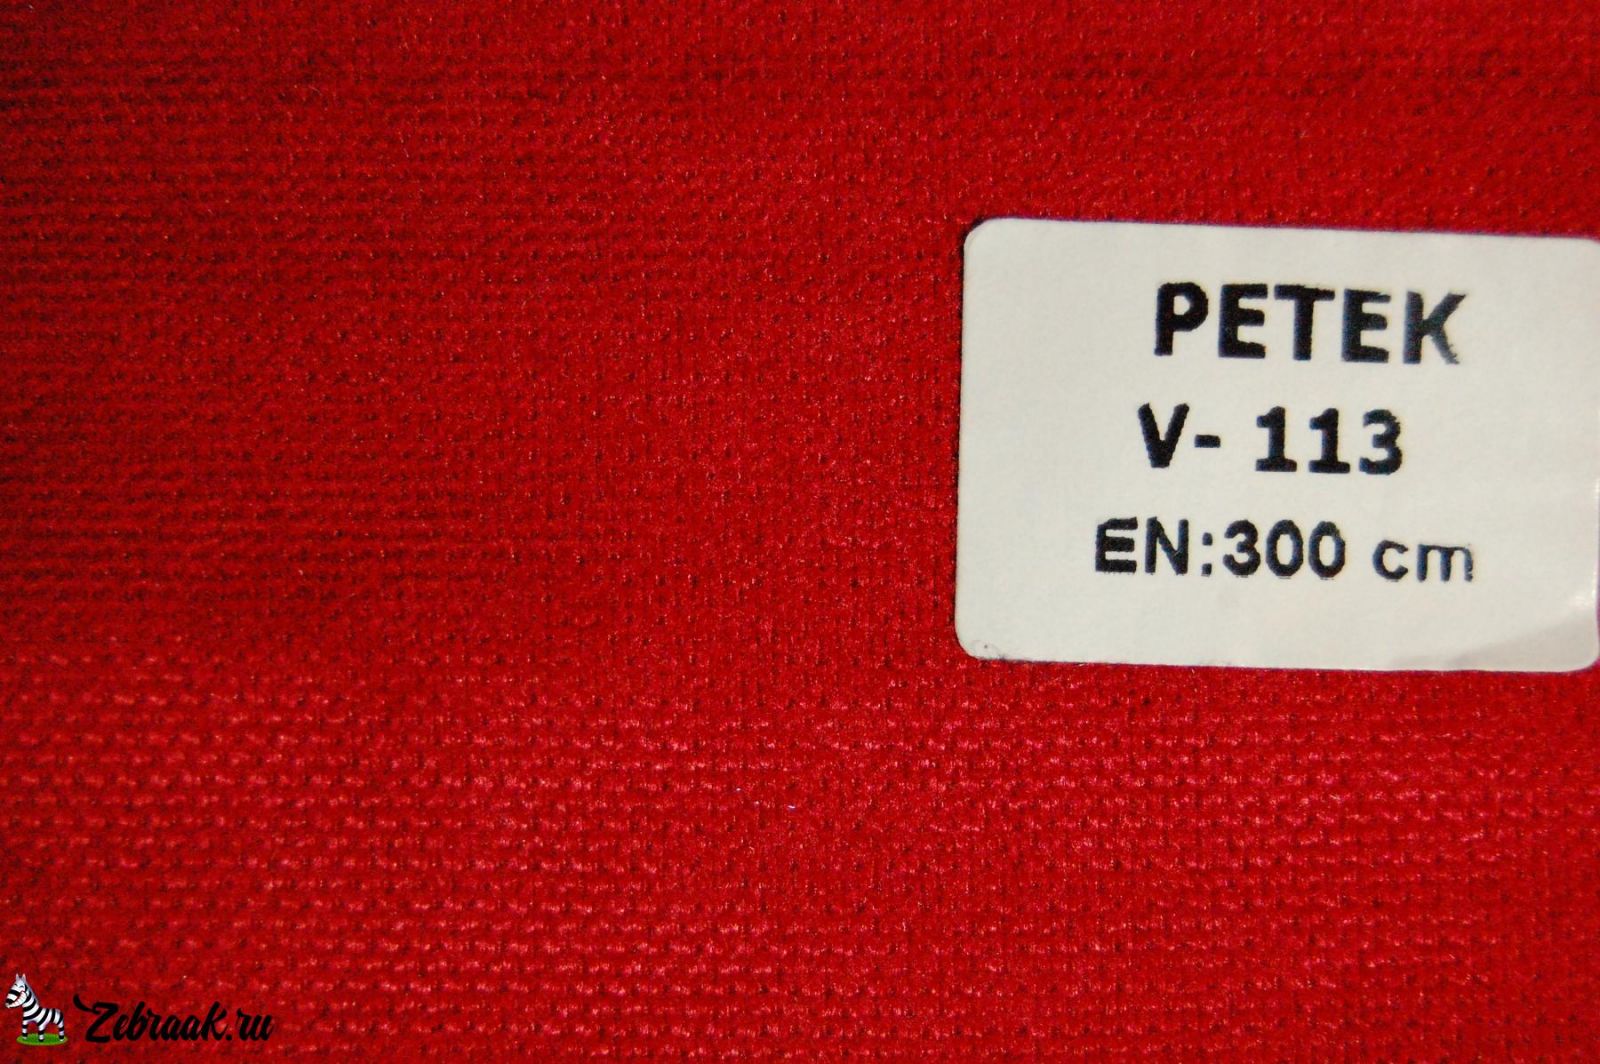 PETEK
V- 113
EN:300 cm
Zebraak.ru